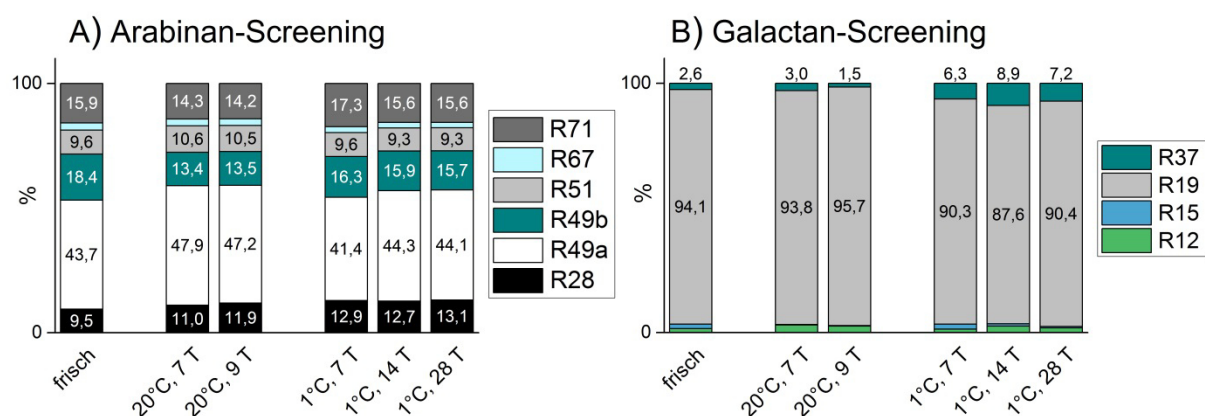 A) Arabinan-Screening
100
0
%
15,9
9,6
18,4
43,7
9,5
14,3
10,6
13,4
47,9
11,0
14,2
10,5
13,5
47,2
11,9
17,3
9,6
16,3
41,4
12,9
15,6
9,3
15,9
44,3
12,7
15,6
9,3
15,7
44,1
13,1
frisch
20°C, 7 T
20°C, 9 T
1°C, 7 T
1°C, 14 T
1°C, 28 T
R71
R67
R51
R49b
R49a
R28
B) Galactan-Screening
100
0
%
2,6
94,1
3,0
93,8
1,5
95,7
6,3
90,3
8,9
87,6
7,2
90,4
frisch
20°C, 7 T
20°C, 9 T
1°C, 7 T
1°C, 14 T
1°C, 28 T
R37
R19
R15
R12